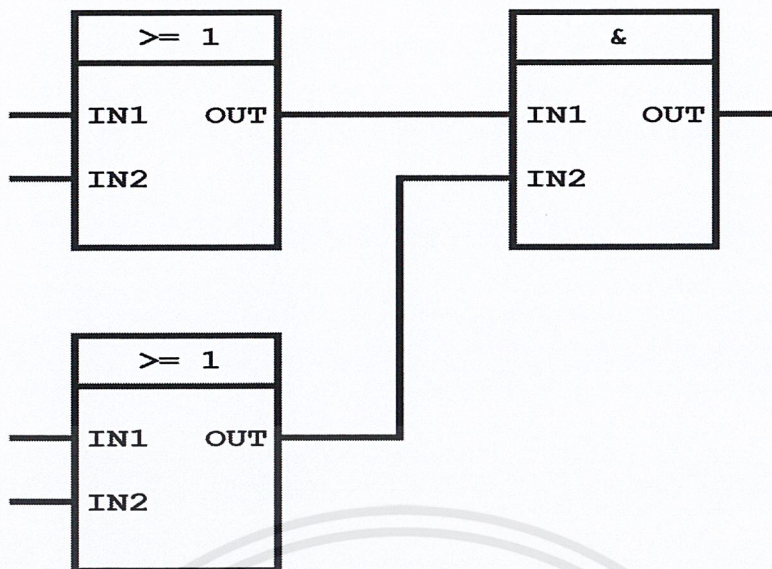 >= 1
IN1 OUT
IN2
&
IN1 OUT
IN2
>= 1
IN1 OUT
IN2